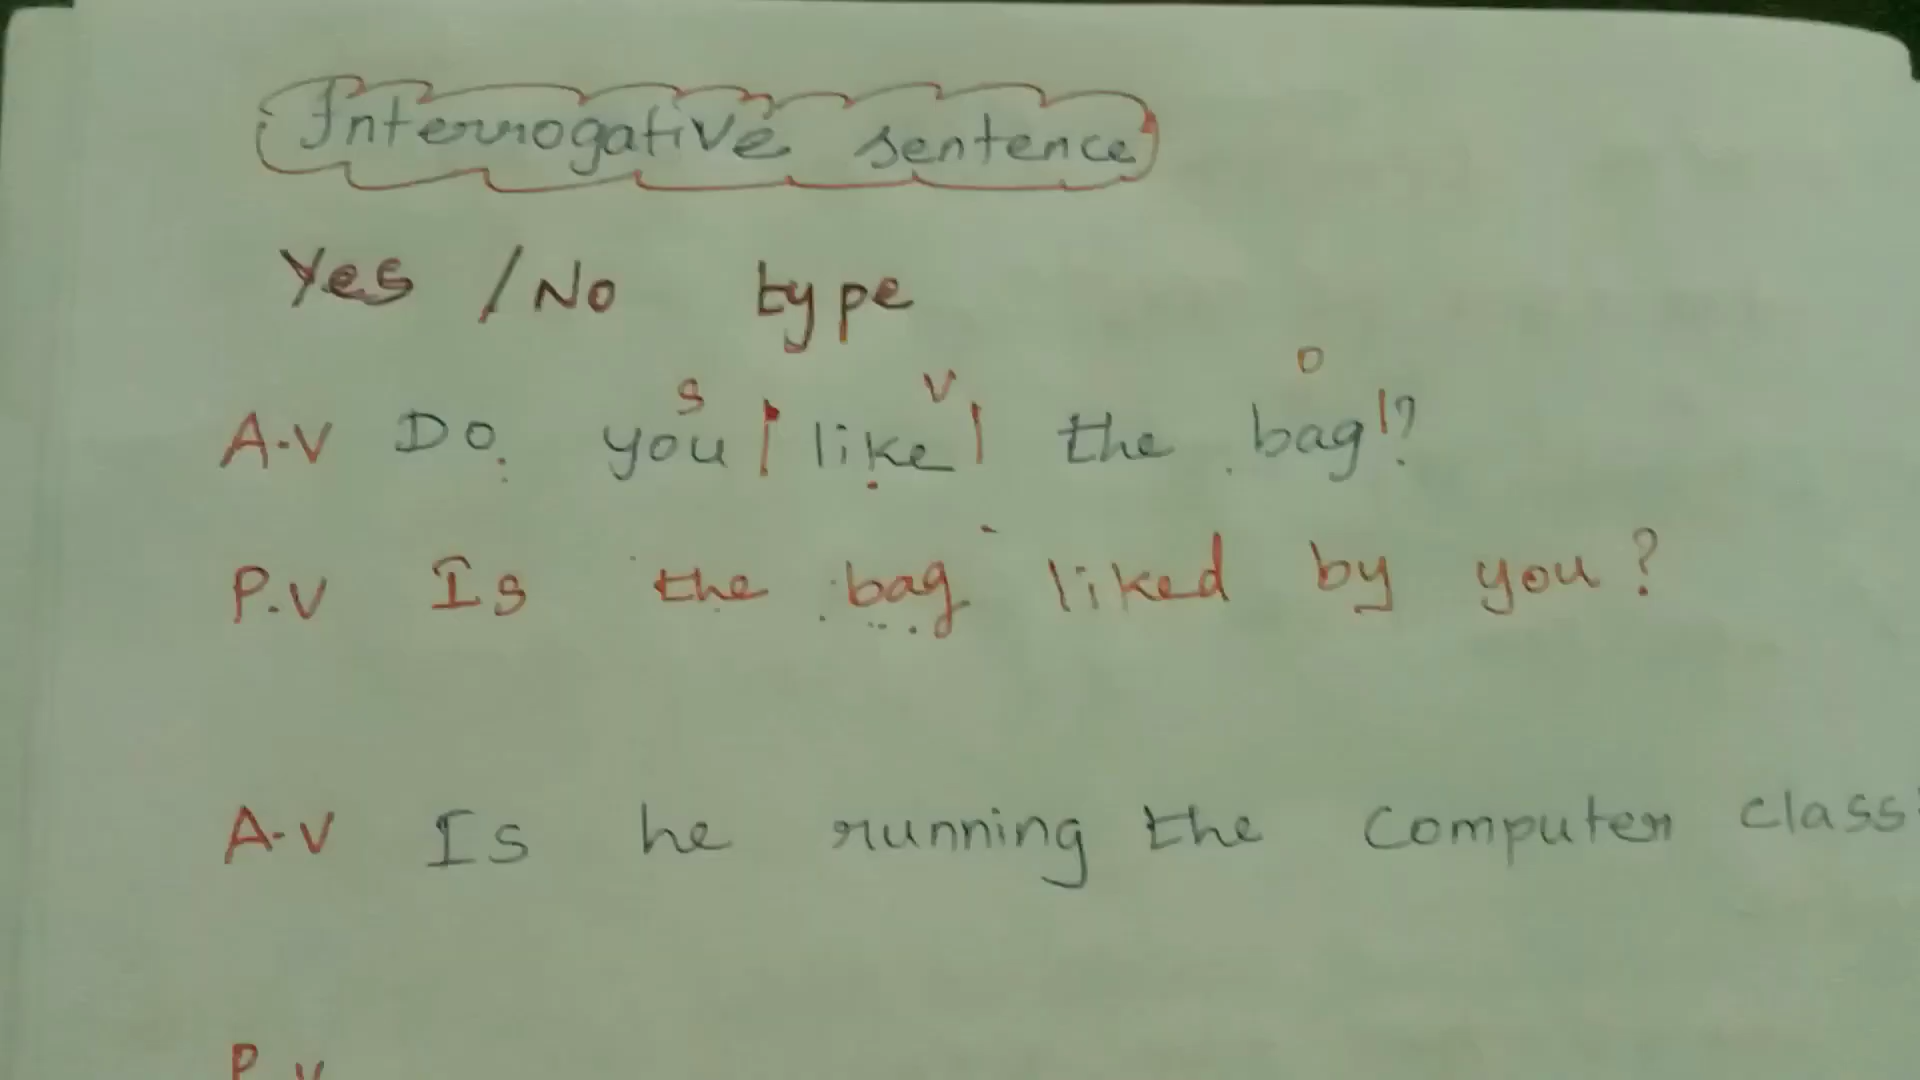 Interrogative sentence
Yes / No type
S V O
A.V Do you | like | the bag|?
P.V Is the bag liked by you?
A-V Is he running the computer class
P.V